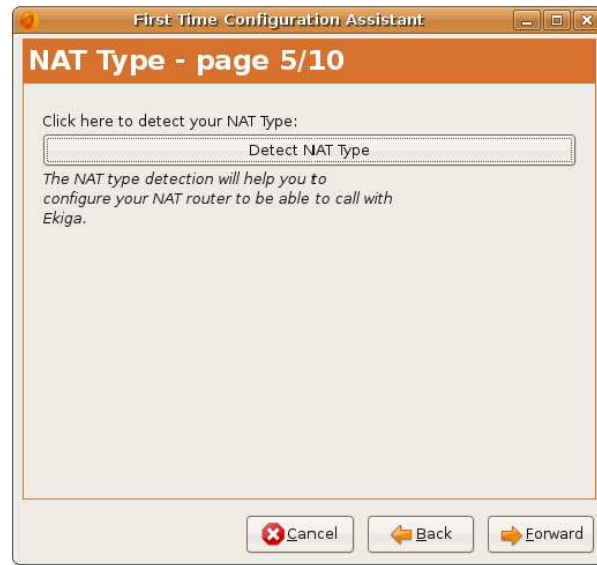 First Time Configuration Assistant
NAT Type - page 5/10
Click here to detect your NAT Type:
Detect NAT Type
The NAT type detection will help you to
configure your NAT router to be able to call with
Ekiga.
Cancel
Back
Forward